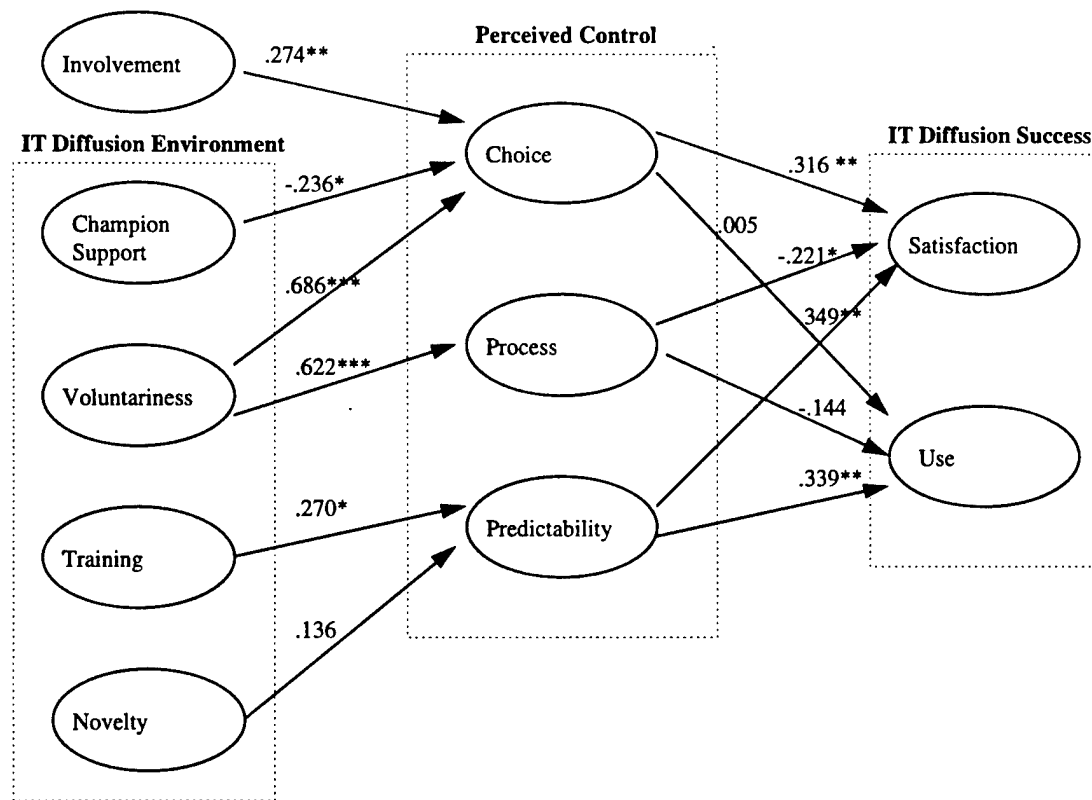 Perceived Control
Involvement
.274**
IT Diffusion Environment
IT Diffusion Success
Choice
-.236*
.316 **
Champion
Support
.005
Satisfaction
-.221*
.686***
.349**
Process
.622***
Voluntariness
-.144
Use
.339**
.270*
Predictability
Training
.136
Novelty